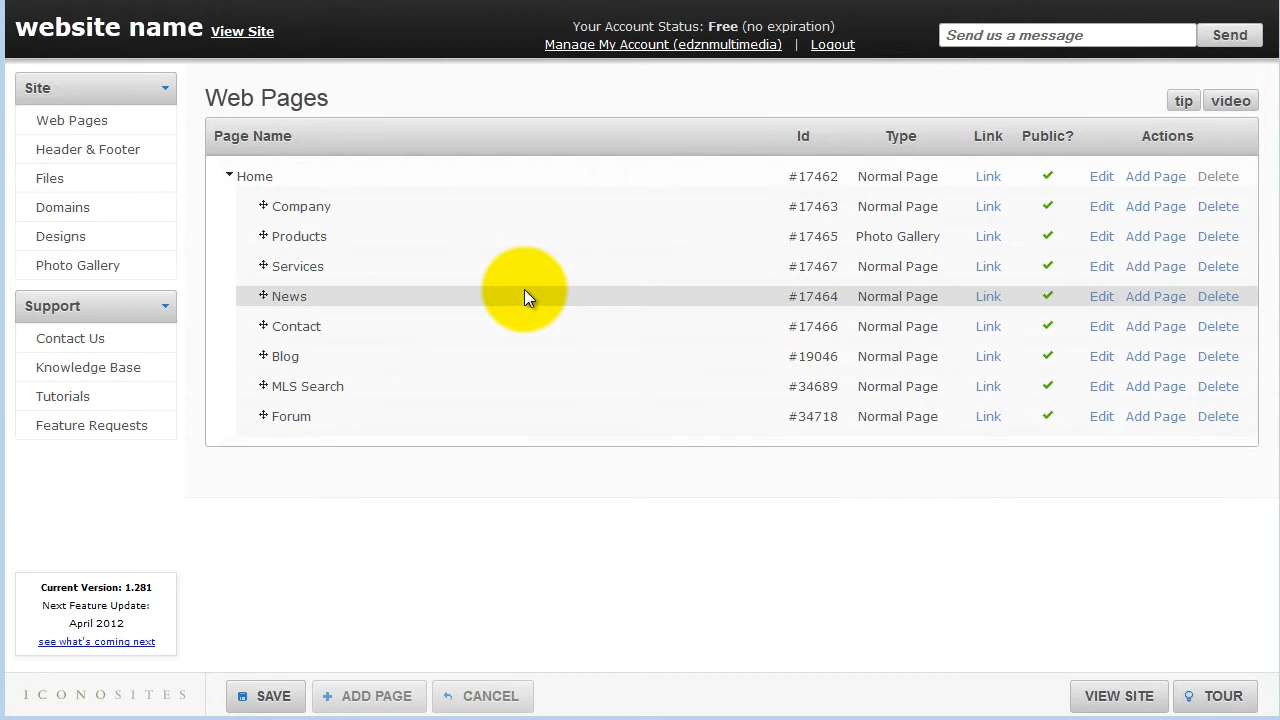 website name View Site
Your Account Status: Free (no expiration)
Manage My Account (edznmultimedia) | Logout
Send us a message Send
Site
Web Pages
Header & Footer
Files
Domains
Designs
Photo Gallery
Support
Contact Us
Knowledge Base
Tutorials
Feature Requests
Current Version: 1.281
Next Feature Update:
April 2012
see what's coming next
Web Pages tip video
Page Name Id Type Link Public? Actions
Home #17462 Normal Page Link Edit Add Page Delete
Company #17463 Normal Page Link Edit Add Page Delete
Products #17465 Photo Gallery Link Edit Add Page Delete
Services #17467 Normal Page Link Edit Add Page Delete
News #17464 Normal Page Link Edit Add Page Delete
Contact #17466 Normal Page Link Edit Add Page Delete
Blog #19046 Normal Page Link Edit Add Page Delete
MLS Search #34689 Normal Page Link Edit Add Page Delete
Forum #34718 Normal Page Link Edit Add Page Delete
ICONOSITES SAVE ADD PAGE CANCEL VIEW SITE TOUR